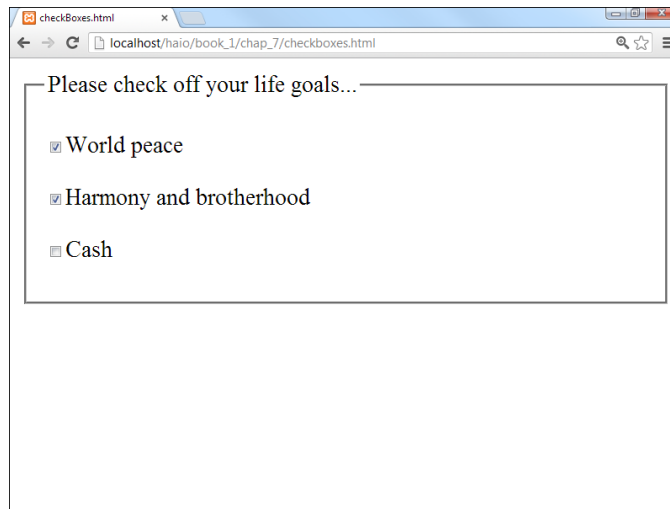 checkBoxes.html
localhost/haio/book_1/chap_7/checkboxes.html
Please check off your life goals...
World peace
Harmony and brotherhood
Cash